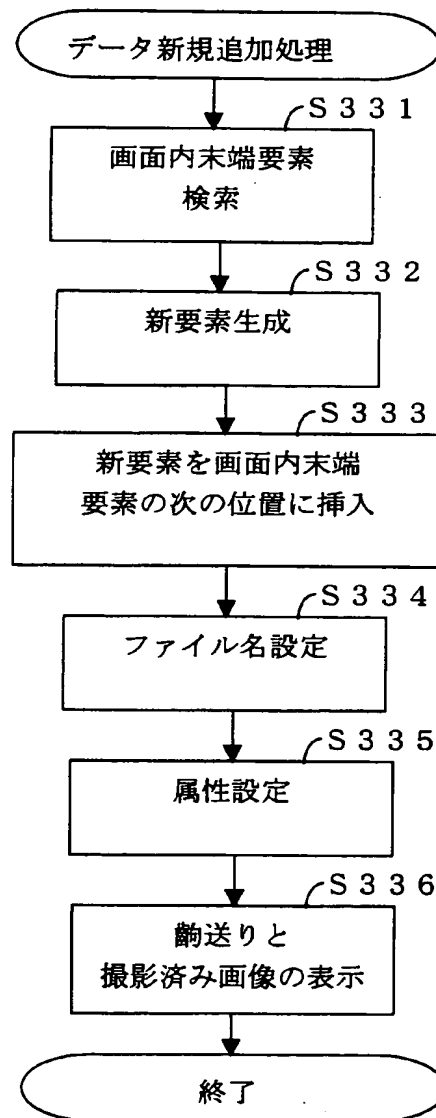 データ新規追加処理
S331
画面内末端要素
検索
S332
新要素生成
S333
新要素を画面内末端
要素の次の位置に挿入
S334
ファイル名設定
S335
属性設定
S336
齣送りと
撮影済み画像の表示
終了